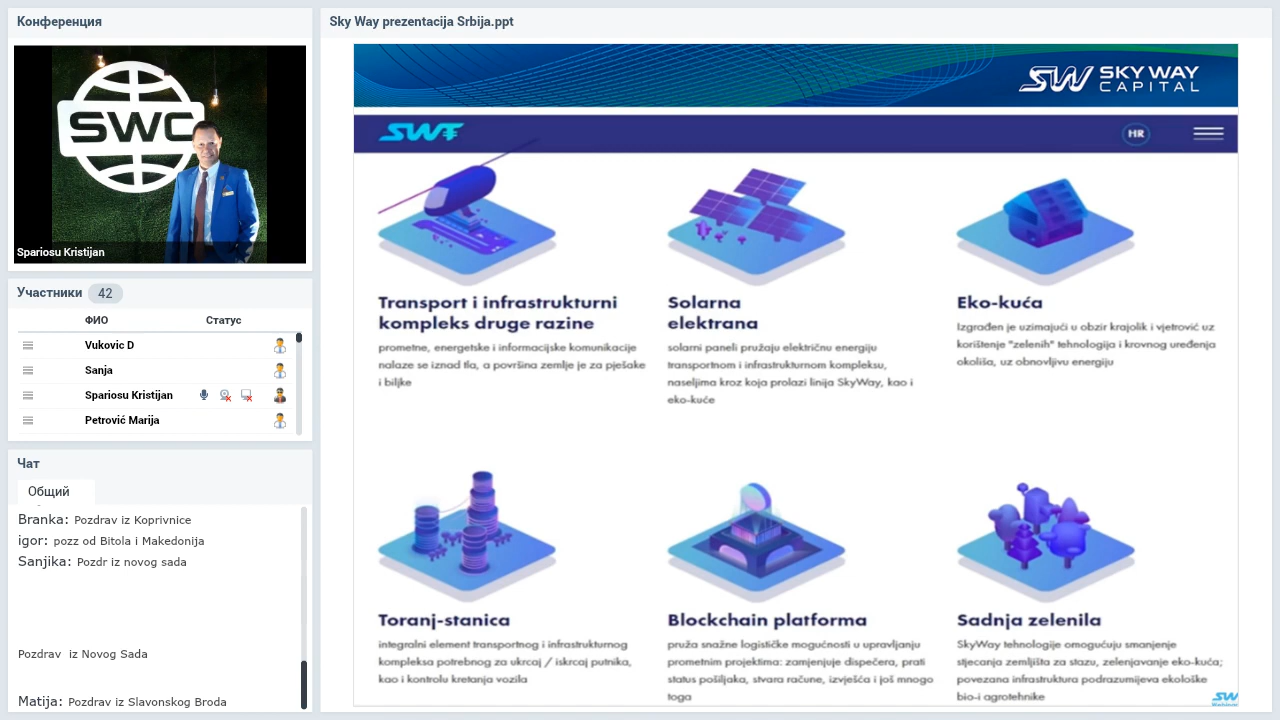 Конференция
SWC
Spariosu Kristijan
Участники 42
ФИО Статус
Vukovic D
Sanja
Spariosu Kristijan
Petrović Marija
Чат
Общий
Branka: Pozdrav iz Koprivnice
igor: pozz od Bitola i Makedonija
Sanjika: Pozdr iz novog sada
Pozdrav iz Novog Sada
Matija: Pozdrav iz Slavonskog Broda
Sky Way prezentacija Srbija.ppt
SW SKY WAY
CAPITAL
SWT
HR
Transport i infrastrukturni
kompleks druge razine
prometne, energetske i informacijske komunikacije
nalaze se iznad tla, a površina zemlje je za pješake
i biljke
Solarna
elektrana
solarni paneli pružaju električnu energiju
transportnom i infrastrukturnom kompleksu,
naseljima kroz koja prolazi linija SkyWay, kao i
eko-kuće
Eko-kuća
Izgrađen je uzimajući u obzir krajolik i vjetrović uz
korištenje "zelenih" tehnologija i krovnog uređenja
okoliša, uz obnovljivu energiju
Toranj-stanica
integralni element transportnog i infrastrukturnog
kompleksa potrebnog za ukrcaj / iskrcaj putnika,
kao i kontrolu kretanja vozila
Blockchain platforma
pruža snažne logističke mogućnosti u upravljanju
prometnim projektima: zamjenjuje dispečera, prati
status pošiljaka, stvara račune, izvješća i još mnogo
toga
Sadnja zelenila
SkyWay tehnologije omogućuju smanjenje
stjecanja zemljišta za stazu, zelenjavanje eko-kuća;
povezana infrastruktura podrazumijeva ekološke
bio-i agrotehnike
SW